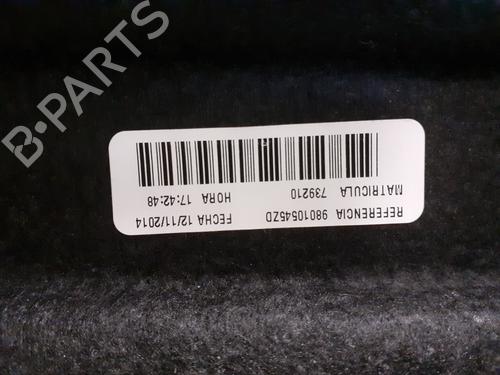 REFERENCIA 98010545ZD FECHA 12/11/2014
MATRICULA 739210 HORA 17:42:48
B-PARTS